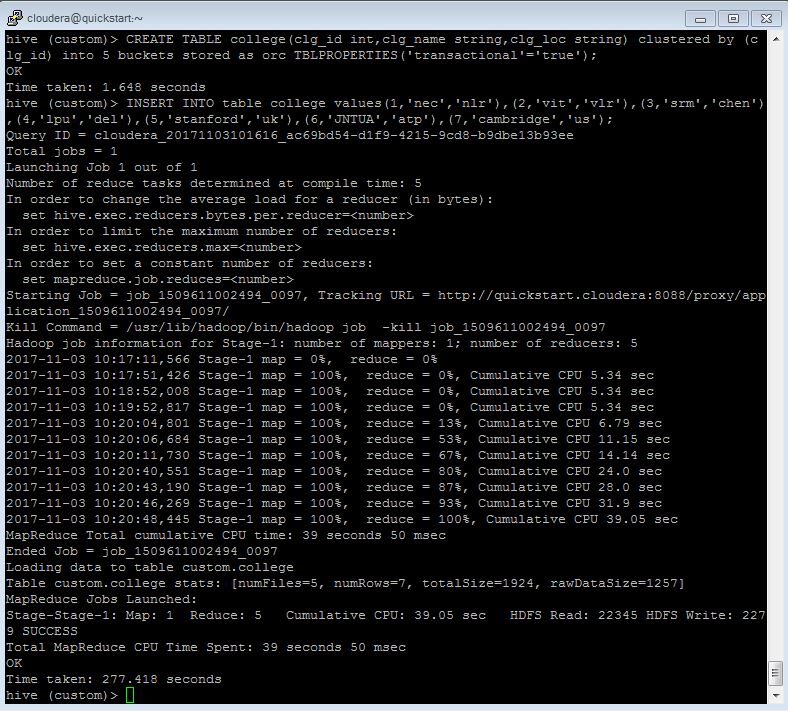 cloudera@quickstart:~
hive (custom)> CREATE TABLE college(clg_id int,clg_name string,clg_loc string) clustered by (c
lg_id) into 5 buckets stored as orc TBLPROPERTIES('transactional'='true');
OK
Time taken: 1.648 seconds
hive (custom)> INSERT INTO table college values(1,'nec','nlr'),(2,'vit','vlr'),(3,'srm','chen')
,(4,'lpu','del'),(5,'stanford','uk'),(6,'JNTUA','atp'),(7,'cambridge','us');
Query ID = cloudera_20171103101616_ac69bd54-d1f9-4215-9cd8-b9dbe13b93ee
Total jobs = 1
Launching Job 1 out of 1
Number of reduce tasks determined at compile time: 5
In order to change the average load for a reducer (in bytes):
  set hive.exec.reducers.bytes.per.reducer=<number>
In order to limit the maximum number of reducers:
  set hive.exec.reducers.max=<number>
In order to set a constant number of reducers:
  set mapreduce.job.reduces=<number>
Starting Job = job_1509611002494_0097, Tracking URL = http://quickstart.cloudera:8088/proxy/app
lication_1509611002494_0097/
Kill Command = /usr/lib/hadoop/bin/hadoop job  -kill job_1509611002494_0097
Hadoop job information for Stage-1: number of mappers: 1; number of reducers: 5
2017-11-03 10:17:11,566 Stage-1 map = 0%,  reduce = 0%
2017-11-03 10:17:51,426 Stage-1 map = 100%,  reduce = 0%, Cumulative CPU 5.34 sec
2017-11-03 10:18:52,008 Stage-1 map = 100%,  reduce = 0%, Cumulative CPU 5.34 sec
2017-11-03 10:19:52,817 Stage-1 map = 100%,  reduce = 0%, Cumulative CPU 5.34 sec
2017-11-03 10:20:04,801 Stage-1 map = 100%,  reduce = 13%, Cumulative CPU 6.79 sec
2017-11-03 10:20:06,684 Stage-1 map = 100%,  reduce = 53%, Cumulative CPU 11.15 sec
2017-11-03 10:20:11,730 Stage-1 map = 100%,  reduce = 67%, Cumulative CPU 14.14 sec
2017-11-03 10:20:40,551 Stage-1 map = 100%,  reduce = 80%, Cumulative CPU 24.0 sec
2017-11-03 10:20:43,190 Stage-1 map = 100%,  reduce = 87%, Cumulative CPU 28.0 sec
2017-11-03 10:20:46,269 Stage-1 map = 100%,  reduce = 93%, Cumulative CPU 31.9 sec
2017-11-03 10:20:48,445 Stage-1 map = 100%,  reduce = 100%, Cumulative CPU 39.05 sec
MapReduce Total cumulative CPU time: 39 seconds 50 msec
Ended Job = job_1509611002494_0097
Loading data to table custom.college
Table custom.college stats: [numFiles=5, numRows=7, totalSize=1924, rawDataSize=1257]
MapReduce Jobs Launched:
Stage-Stage-1: Map: 1  Reduce: 5   Cumulative CPU: 39.05 sec   HDFS Read: 22345 HDFS Write: 227
9 SUCCESS
Total MapReduce CPU Time Spent: 39 seconds 50 msec
OK
Time taken: 277.418 seconds
hive (custom)>